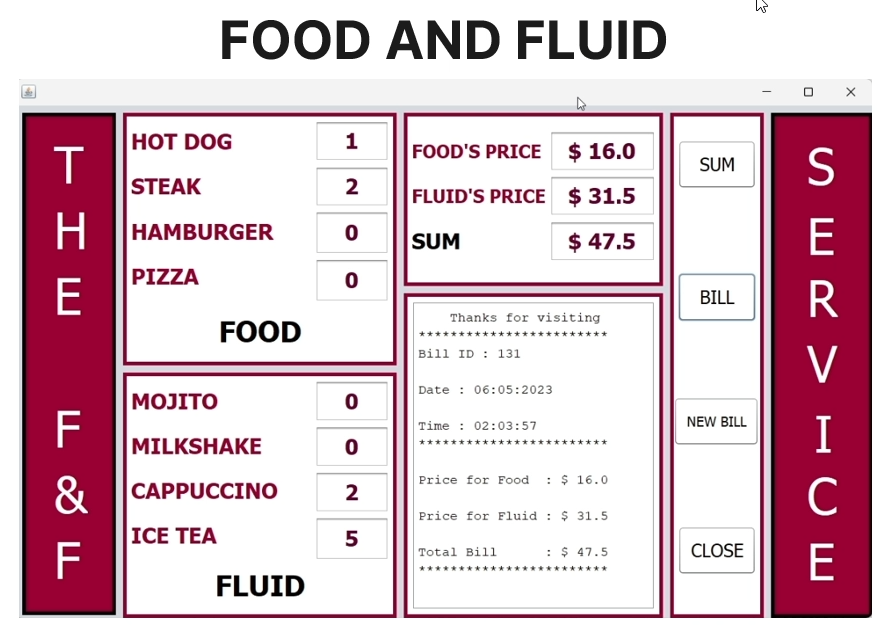 FOOD AND FLUID
THE F&F
HOT DOG 1
STEAK 2
HAMBURGER 0
PIZZA 0
FOOD
MOJITO 0
MILKSHAKE 0
CAPPUCCINO 2
ICE TEA 5
FLUID
FOOD'S PRICE $ 16.0
FLUID'S PRICE $ 31.5
SUM $ 47.5
Thanks for visiting
************************
Bill ID : 131
Date : 06:05:2023
Time : 02:03:57
************************
Price for Food : $ 16.0
Price for Fluid : $ 31.5
Total Bill : $ 47.5
************************
SUM
BILL
NEW BILL
CLOSE
SERVICE